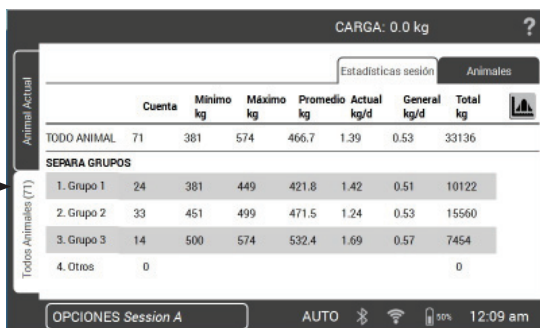 CARGA: 0.0 kg ?
Estadísticas sesión Animales
Animal Actual
Todos Animales (71)
Cuenta Mínimo kg Máximo kg Promedio kg Actual kg/d General kg/d Total kg
TODO ANIMAL 71 381 574 466.7 1.39 0.53 33136
SEPARA GRUPOS
1. Grupo 1 24 381 449 421.8 1.42 0.51 10122
2. Grupo 2 33 451 499 471.5 1.24 0.53 15560
3. Grupo 3 14 500 574 532.4 1.69 0.57 7454
4. Otros 0 0
OPCIONES Session A AUTO 50% 12:09 am